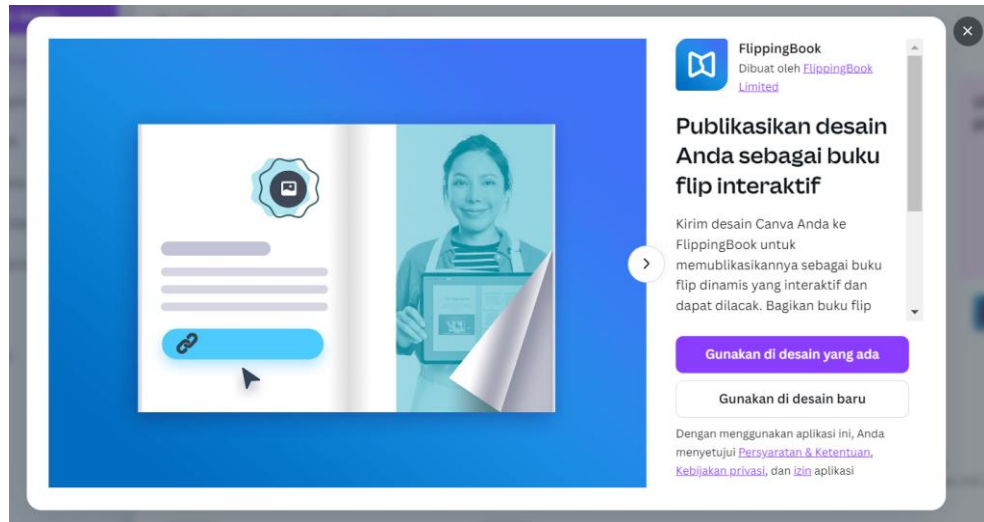 FlippingBook
Dibuat oleh FlippingBook
Limited
Publikasikan desain
Anda sebagai buku
flip interaktif
Kirim desain Canva Anda ke
FlippingBook untuk
memublikasikannya sebagai buku
flip dinamis yang interaktif dan
dapat dilacak. Bagikan buku flip
Gunakan di desain yang ada
Gunakan di desain baru
Dengan menggunakan aplikasi ini, Anda
menyetujui Persyaratan & Ketentuan,
Kebijakan privasi, dan izin aplikasi